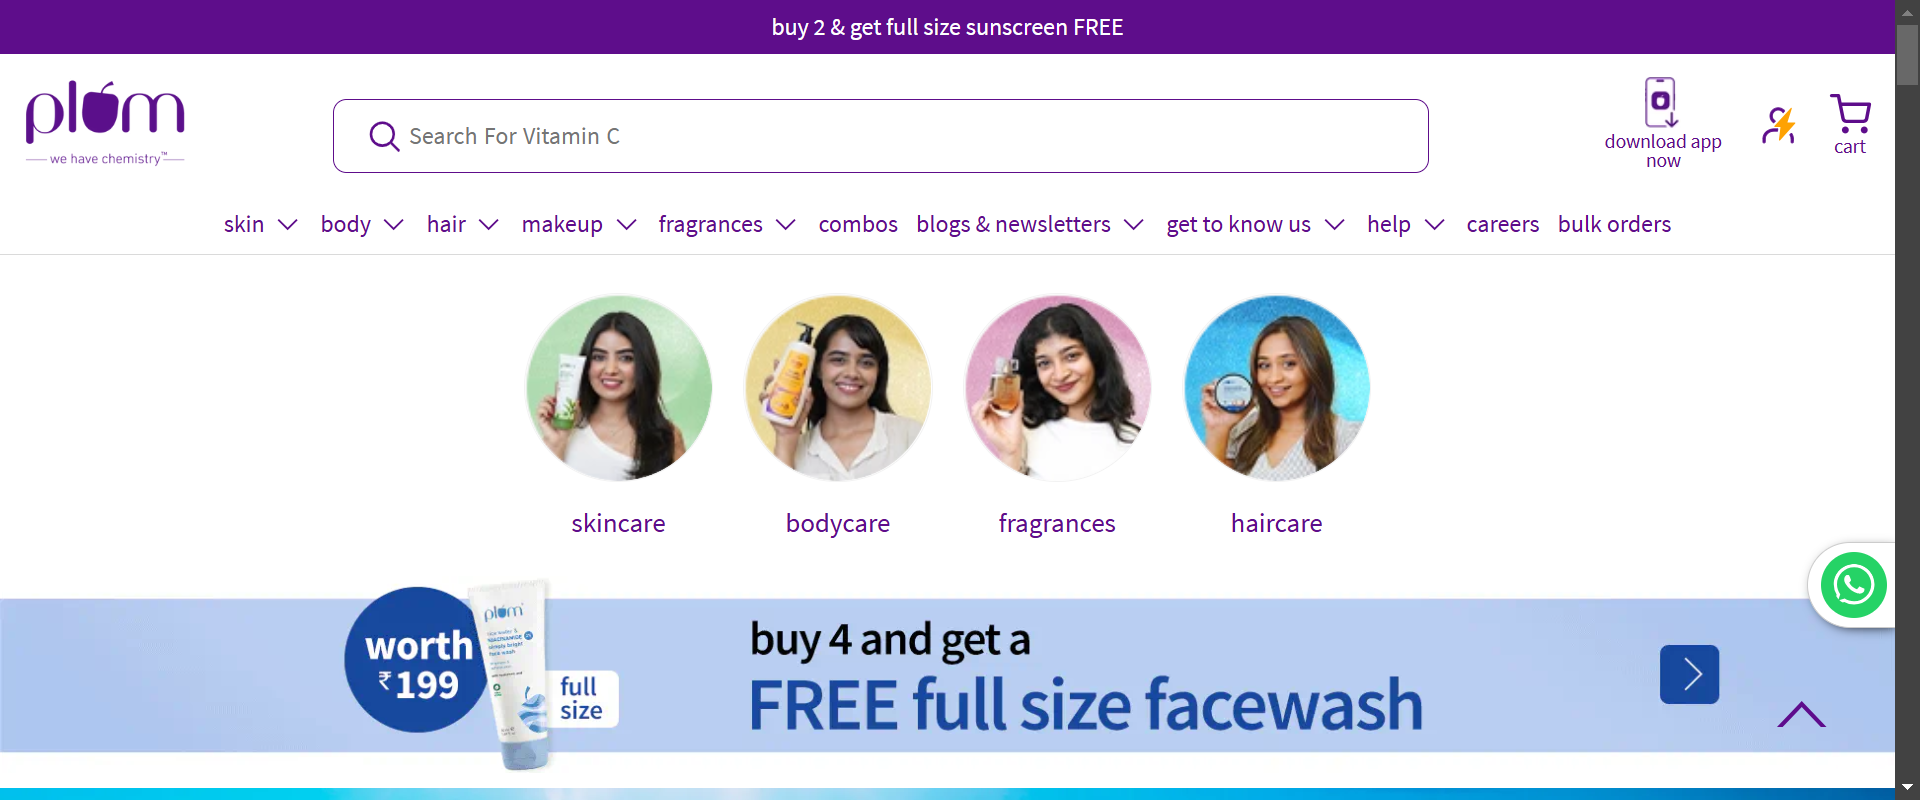 buy 2 & get full size sunscreen FREE
plum
we have chemistry™
Search For Vitamin C
download app
now
cart
skin
body
hair
makeup
fragrances
combos
blogs & newsletters
get to know us
help
careers
bulk orders
skincare
bodycare
fragrances
haircare
worth
₹199
plum
full
size
buy 4 and get a
FREE full size facewash